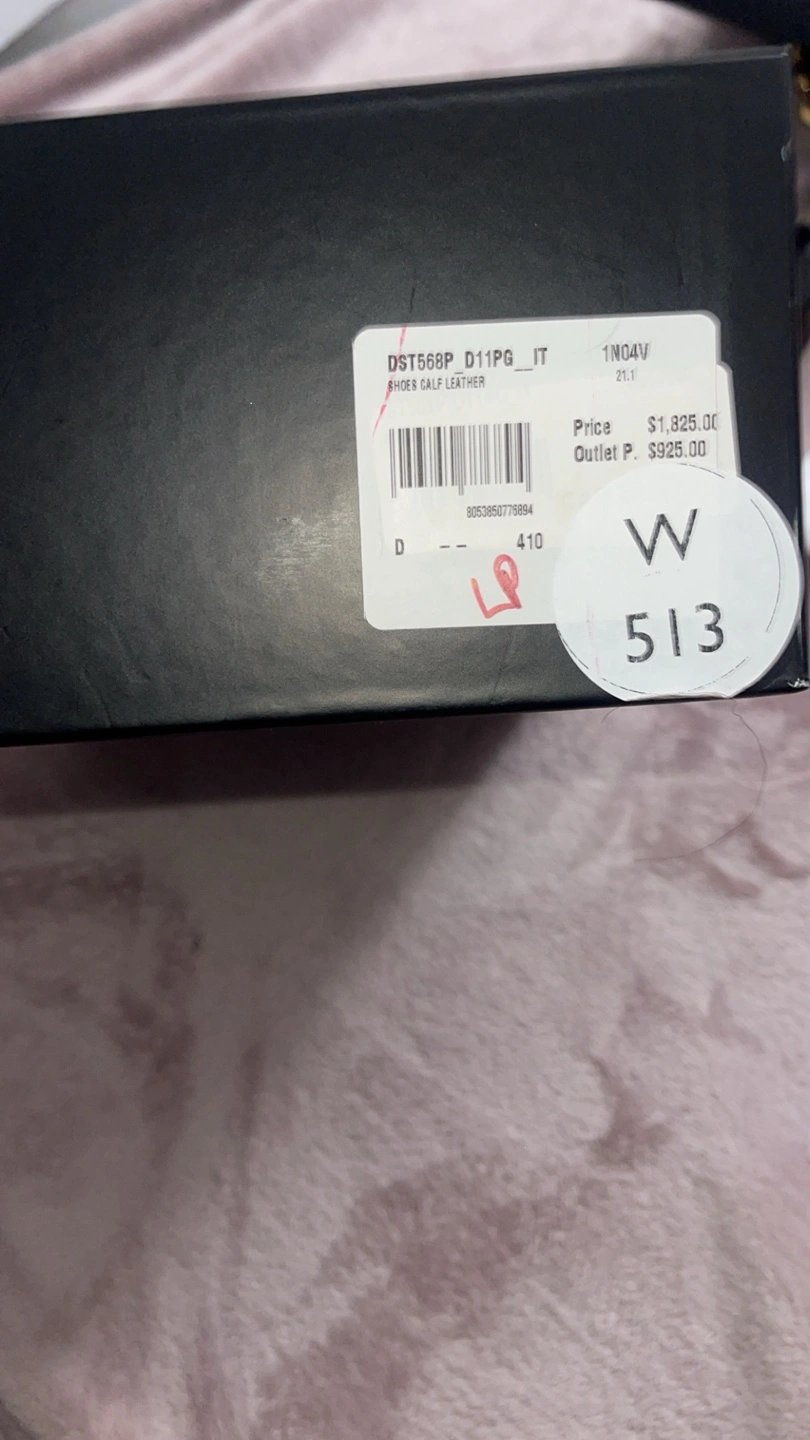 DST568P_D11PG__IT 1N04V
SHOES CALF LEATHER 21.1
Price $1,825.00
Outlet P. $925.00
8053850776894
D -- 410
W
513